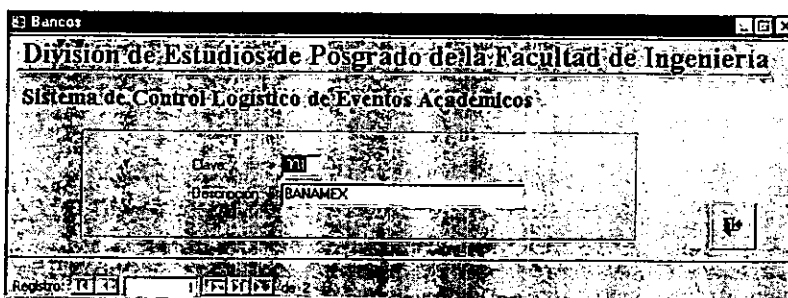 Bancos
División de Estudios de Posgrado de la Facultad de Ingeniería
Sistema de Control Logístico de Eventos Académicos
Clave
Descripción
BANAMEX
Registro: 1 de 2